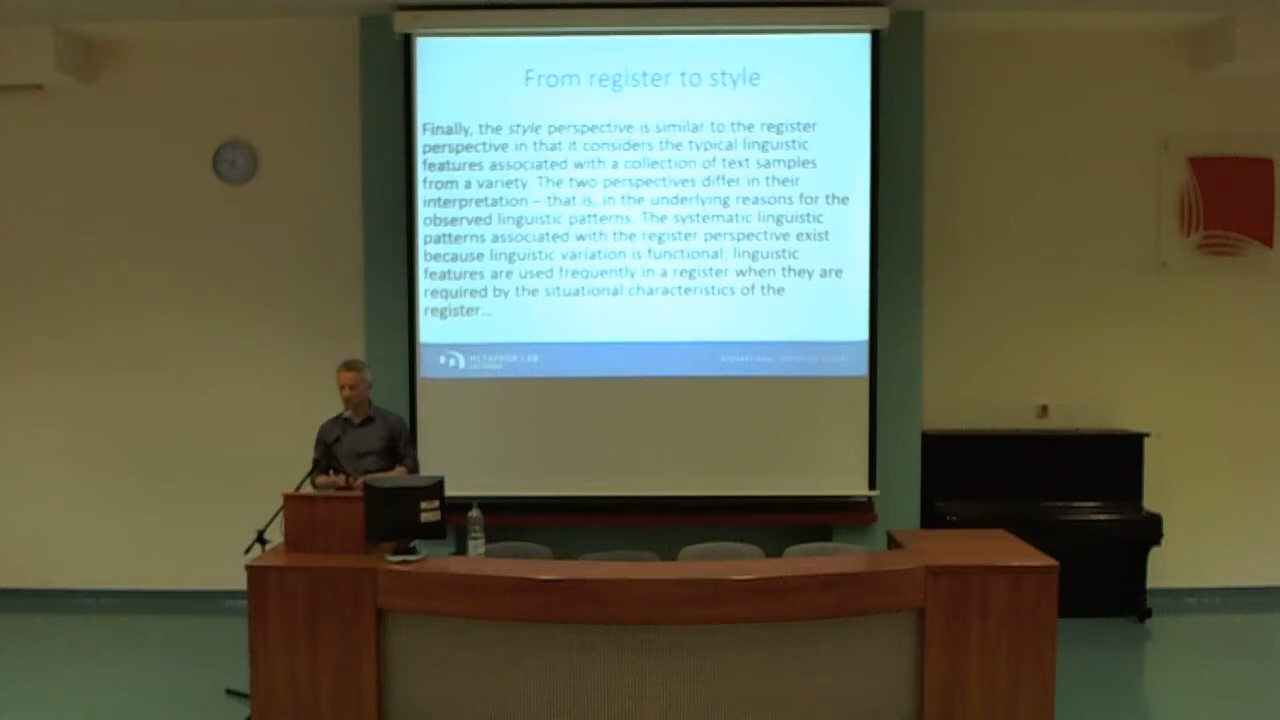 From register to style
Finally, the style perspective is similar to the register
perspective in that it considers the typical linguistic
features associated with a collection of text samples
from a variety. The two perspectives differ in their
interpretation – that is, in the underlying reasons for the
observed linguistic patterns. The systematic linguistic
patterns associated with the register perspective exist
because linguistic variation is functional; linguistic
features are used frequently in a register when they are
required by the situational characteristics of the
register...
METAPHOR LAB